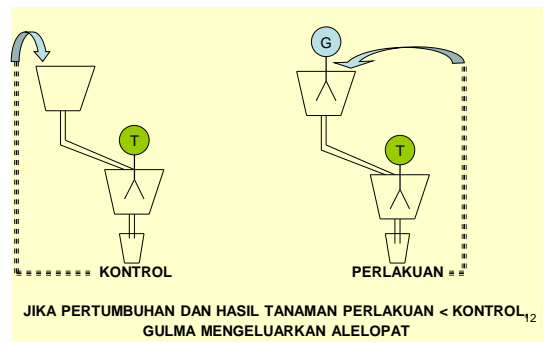 G
T
T
KONTROL
PERLAKUAN
JIKA PERTUMBUHAN DAN HASIL TANAMAN PERLAKUAN < KONTROL,
12
GULMA MENGELUARKAN ALELOPAT